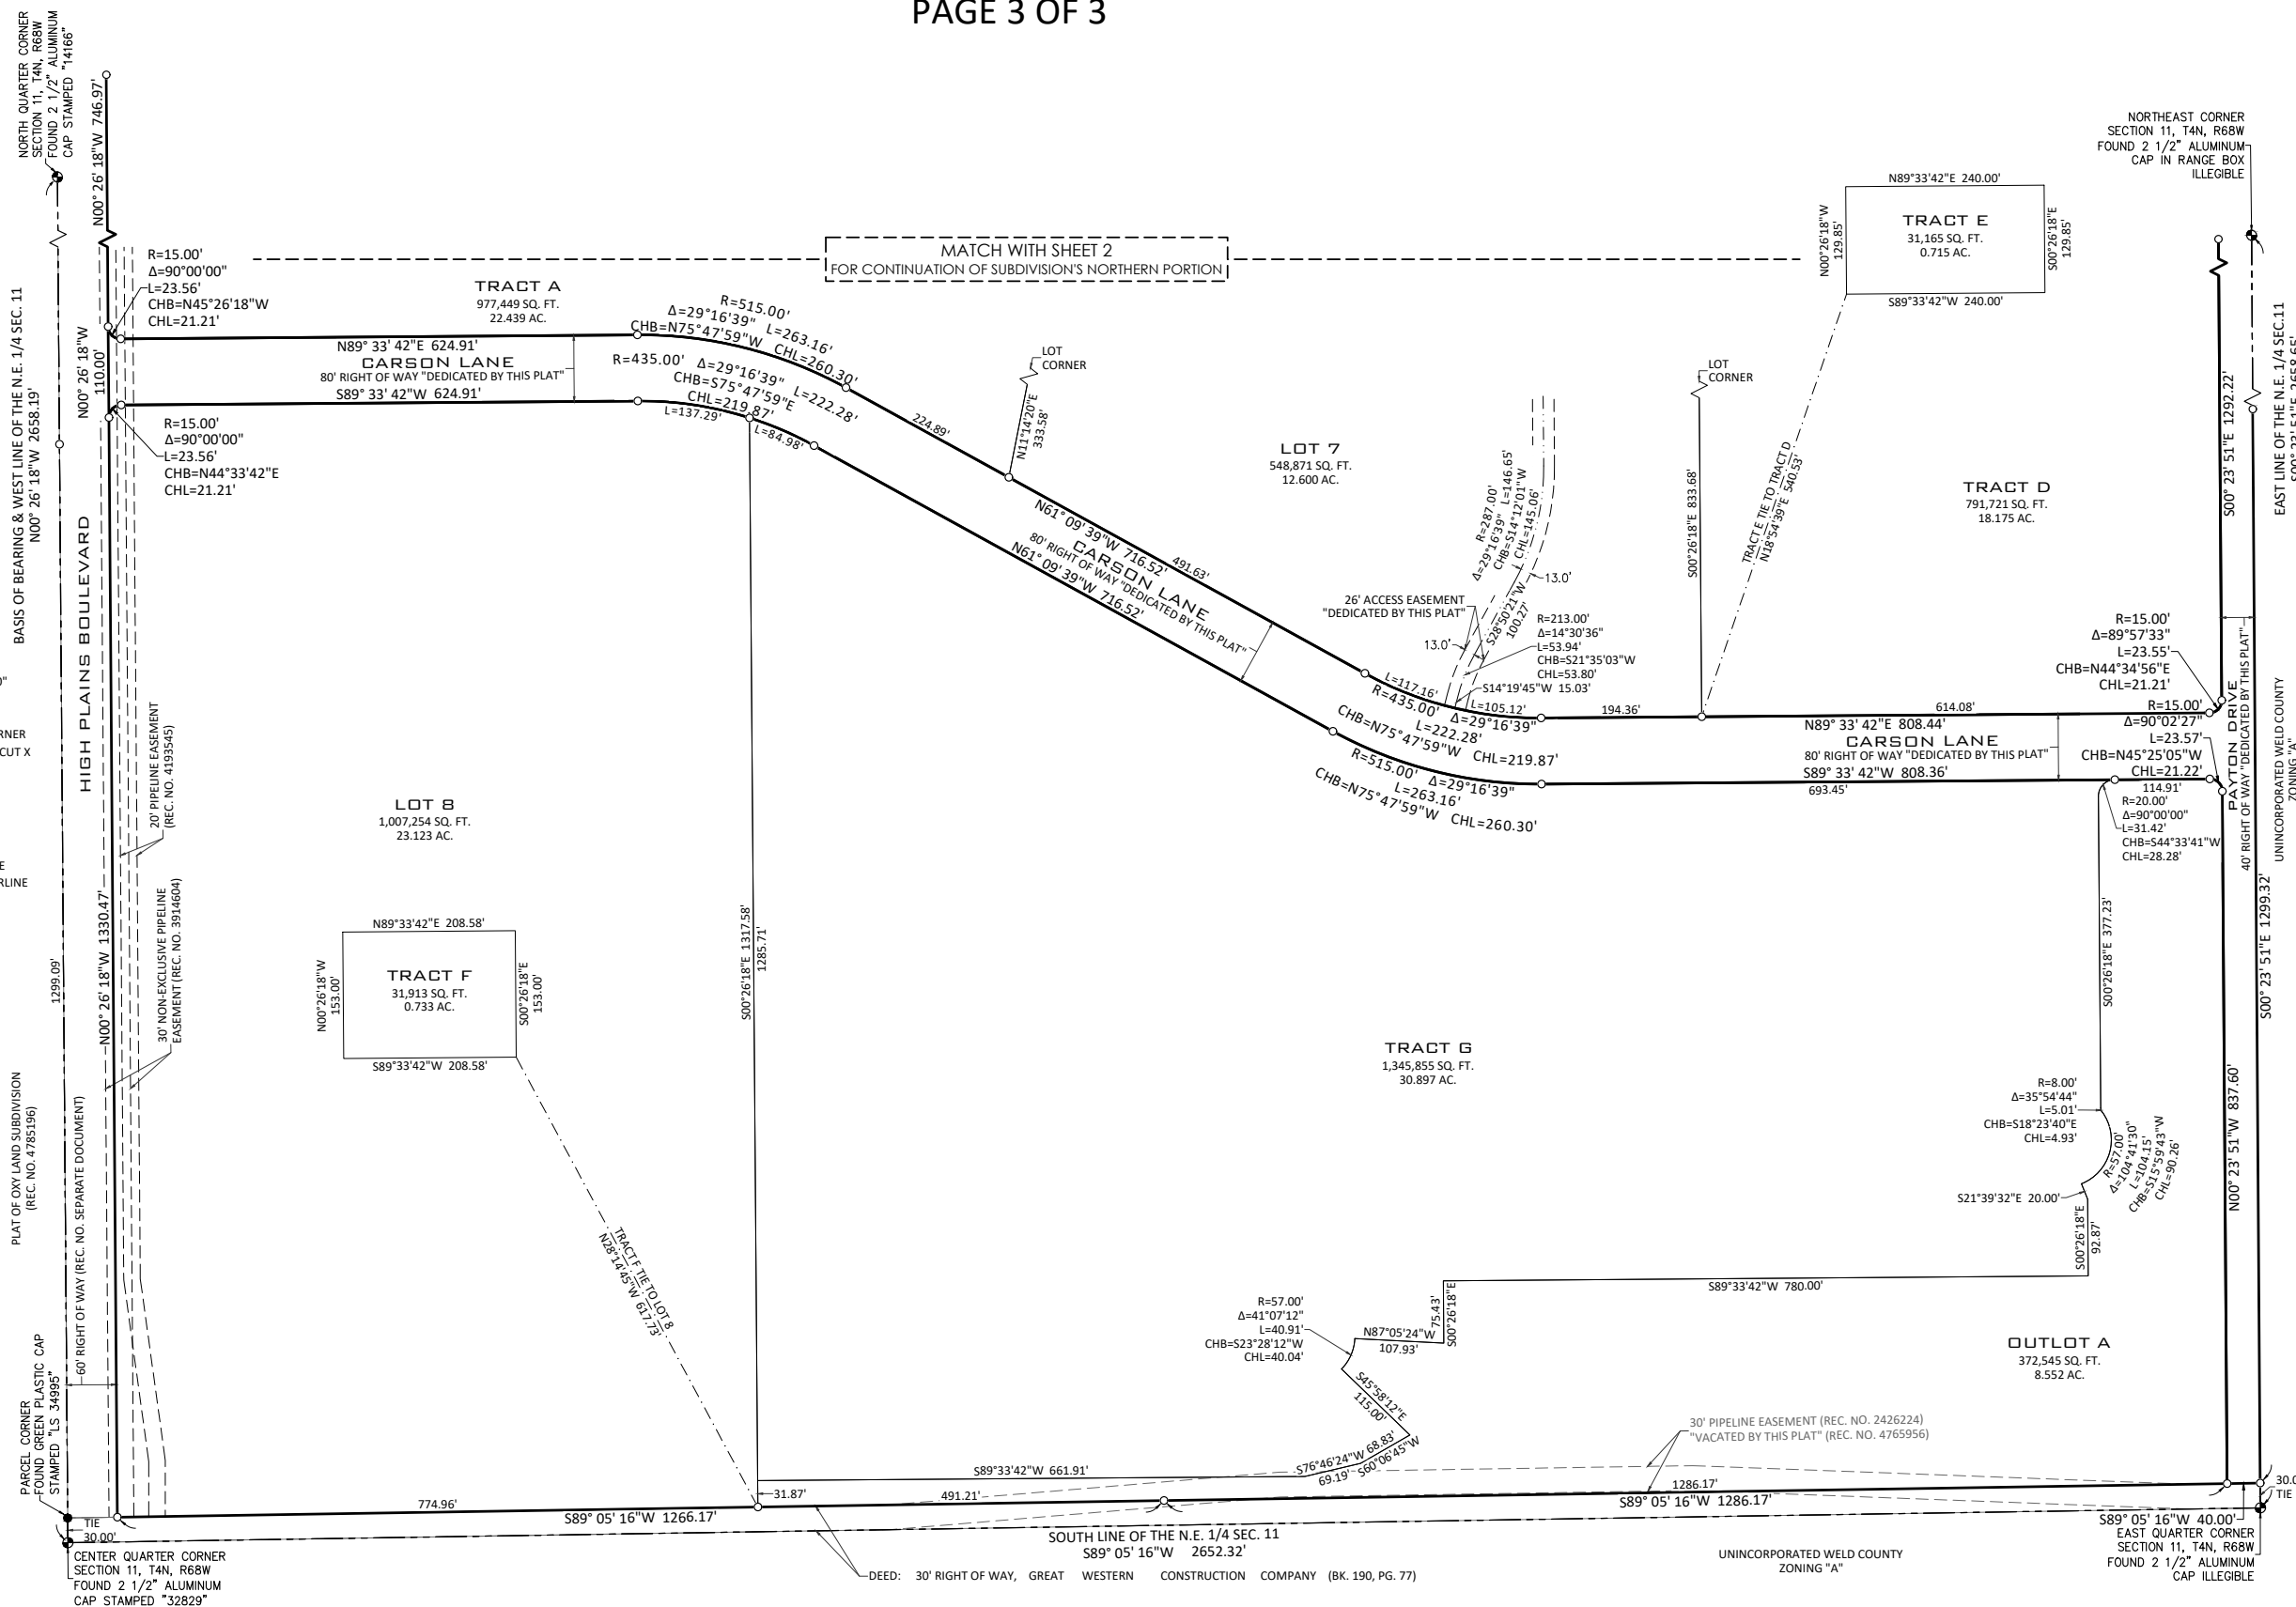 PAGE 3 OF 3
NORTH QUARTER CORNER
SECTION 11, T4N, R68W
FOUND 2 1/2" ALUMINUM
CAP STAMPED "14166"
N00° 26' 18"W 746.97'
NORTHEAST CORNER
SECTION 11, T4N, R68W
FOUND 2 1/2" ALUMINUM
CAP IN RANGE BOX
ILLEGIBLE
N89°33'42"E 240.00'
N00°26'18"W
129.85'
TRACT E
31,165 SQ. FT.
0.715 AC.
S00°26'18"E
129.85'
S89°33'42"W 240.00'
MATCH WITH SHEET 2
FOR CONTINUATION OF SUBDIVISION'S NORTHERN PORTION
R=15.00'
Δ=90°00'00"
L=23.56'
CHB=N45°26'18"W
CHL=21.21'
TRACT A
977,449 SQ. FT.
22.439 AC.
R=515.00'
Δ=29°16'39" L=263.16'
CHB=N75°47'59"W CHL=260.30'
BASIS OF BEARING & WEST LINE OF THE N.E. 1/4 SEC. 11
N00° 26' 18"W 2658.19'
N00° 26' 18"W
110.00'
N89° 33' 42"E 624.91'
CARSON LANE
80' RIGHT OF WAY "DEDICATED BY THIS PLAT"
S89° 33' 42"W 624.91'
R=435.00' Δ=29°16'39" L=222.28'
CHB=S75°47'59"E
CHL=219.87'
L=137.29'
L=84.98'
R=15.00'
Δ=90°00'00"
L=23.56'
CHB=N44°33'42"E
CHL=21.21'
224.89'
LOT
CORNER
N11°14'20"E
333.58'
LOT 7
548,871 SQ. FT.
12.600 AC.
LOT
CORNER
S00°26'18"E 833.68'
TRACT E TIE TO TRACT D
N18°54'39"E 540.53'
TRACT D
791,721 SQ. FT.
18.175 AC.
S00° 23' 51"E 1292.22'
EAST LINE OF THE N.E. 1/4 SEC.11
S00° 23' 51"E 2658.65'
N61° 09'39"W 716.52'
491.63'
CARSON LANE
80' RIGHT OF WAY "DEDICATED BY THIS PLAT"
N61° 09'39"W 716.52'
R=287.00'
Δ=29°16'39" L=146.65'
CHB=S14°12'01"W
CHL=145.06'
13.0'
26' ACCESS EASEMENT
"DEDICATED BY THIS PLAT"
S28°50'21"W
100.27'
13.0'
R=213.00'
Δ=14°30'36"
L=53.94'
CHB=S21°35'03"W
CHL=53.80'
S14°19'45"W 15.03'
L=117.16'
L=105.12'
R=435.00' Δ=29°16'39"
L=222.28'
CHB=N75°47'59"W CHL=219.87'
R=515.00' Δ=29°16'39"
L=263.16'
CHB=N75°47'59"W CHL=260.30'
194.36'
614.08'
N89° 33' 42"E 808.44'
CARSON LANE
80' RIGHT OF WAY "DEDICATED BY THIS PLAT"
S89° 33' 42"W 808.36'
693.45'
R=15.00'
Δ=89°57'33"
L=23.55'
CHB=N44°34'56"E
CHL=21.21'
R=15.00'
Δ=90°02'27"
L=23.57'
CHB=N45°25'05"W
CHL=21.22'
114.91'
R=20.00'
Δ=90°00'00"
L=31.42'
CHB=S44°33'41"W
CHL=28.28'
PAYTON DRIVE
40' RIGHT OF WAY "DEDICATED BY THIS PLAT"
UNINCORPORATED WELD COUNTY
ZONING "A"
HIGH PLAINS BOULEVARD
0"
RNER
CUT X
E
RLINE
20' PIPELINE EASEMENT
(REC. NO. 4193545)
30' NON-EXCLUSIVE PIPELINE
EASEMENT (REC. NO. 3914604)
N00° 26' 18"W 1330.47'
1299.09'
LOT 8
1,007,254 SQ. FT.
23.123 AC.
N89°33'42"E 208.58'
N00°26'18"W
153.00'
TRACT F
31,913 SQ. FT.
0.733 AC.
S00°26'18"E
153.00'
S89°33'42"W 208.58'
S00°26'18"E 1317.58'
1285.71'
TRACT G
1,345,855 SQ. FT.
30.897 AC.
S00°26'18"E 377.23'
S00° 23' 51"E 1299.32'
N00° 23' 51"W 837.60'
R=8.00'
Δ=35°54'44"
L=5.01'
CHB=S18°23'40"E
CHL=4.93'
R=57.00'
Δ=104°41'30"
L=104.15'
CHB=S15°59'43"W
CHL=90.26'
S21°39'32"E 20.00'
S00°26'18"E
92.87'
S89°33'42"W 780.00'
PLAT OF OXY LAND SUBDIVISION
(REC. NO. 4785196)
60' RIGHT OF WAY (REC. NO. SEPARATE DOCUMENT)
TRACT F TIE TO LOT 8
N28°14'45"W 617.73'
R=57.00'
Δ=41°07'12"
L=40.91'
CHB=S23°28'12"W
CHL=40.04'
75.43'
S00°26'18"E
N87°05'24"W
107.93'
S45°58'12"E
115.00'
OUTLOT A
372,545 SQ. FT.
8.552 AC.
PARCEL CORNER
FOUND GREEN PLASTIC CAP
STAMPED "LS 34995"
30' PIPELINE EASEMENT (REC. NO. 2426224)
"VACATED BY THIS PLAT" (REC. NO. 4765956)
S89°33'42"W 661.91'
S76°46'24"W
69.19'
68.83'
S60°06'45"W
31.87'
491.21'
774.96'
S89° 05' 16"W 1266.17'
1286.17'
S89° 05' 16"W 1286.17'
TIE
30.00'
30.0
TIE
S89° 05' 16"W 40.00'
SOUTH LINE OF THE N.E. 1/4 SEC. 11
S89° 05' 16"W 2652.32'
CENTER QUARTER CORNER
SECTION 11, T4N, R68W
FOUND 2 1/2" ALUMINUM
CAP STAMPED "32829"
DEED: 30' RIGHT OF WAY, GREAT WESTERN CONSTRUCTION COMPANY (BK. 190, PG. 77)
UNINCORPORATED WELD COUNTY
ZONING "A"
EAST QUARTER CORNER
SECTION 11, T4N, R68W
FOUND 2 1/2" ALUMINUM
CAP ILLEGIBLE